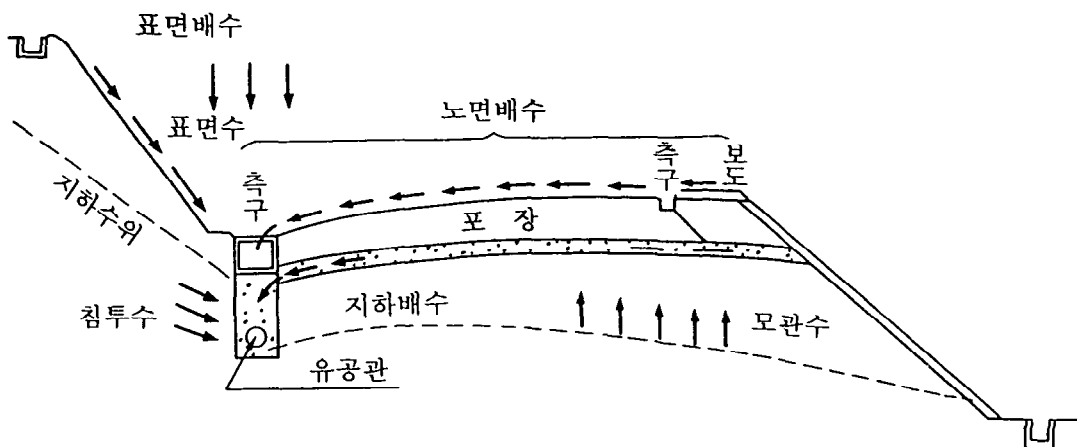 표면배수
노면배수
표면수
측구
보도
측구
지하수위
포 장
지하배수
침투수
모관수
유공관